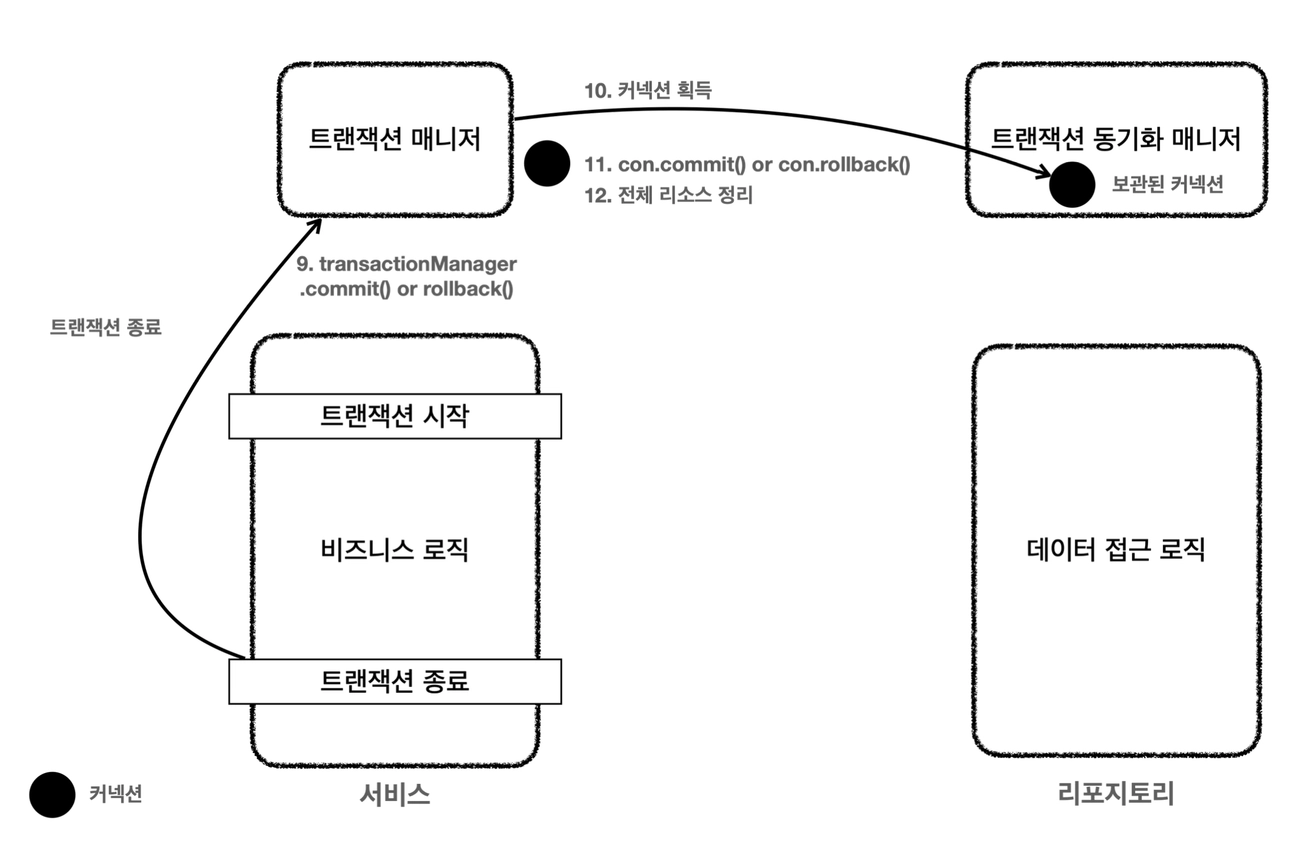 10. 커넥션 획득
트랜잭션 매니저
트랜잭션 동기화 매니저
11. con.commit() or con.rollback()
보관된 커넥션
12. 전체 리소스 정리
9. transactionManager
.commit() or rollback()
트랜잭션 종료
트랜잭션 시작
비즈니스 로직
데이터 접근 로직
트랜잭션 종료
커넥션
서비스
리포지토리